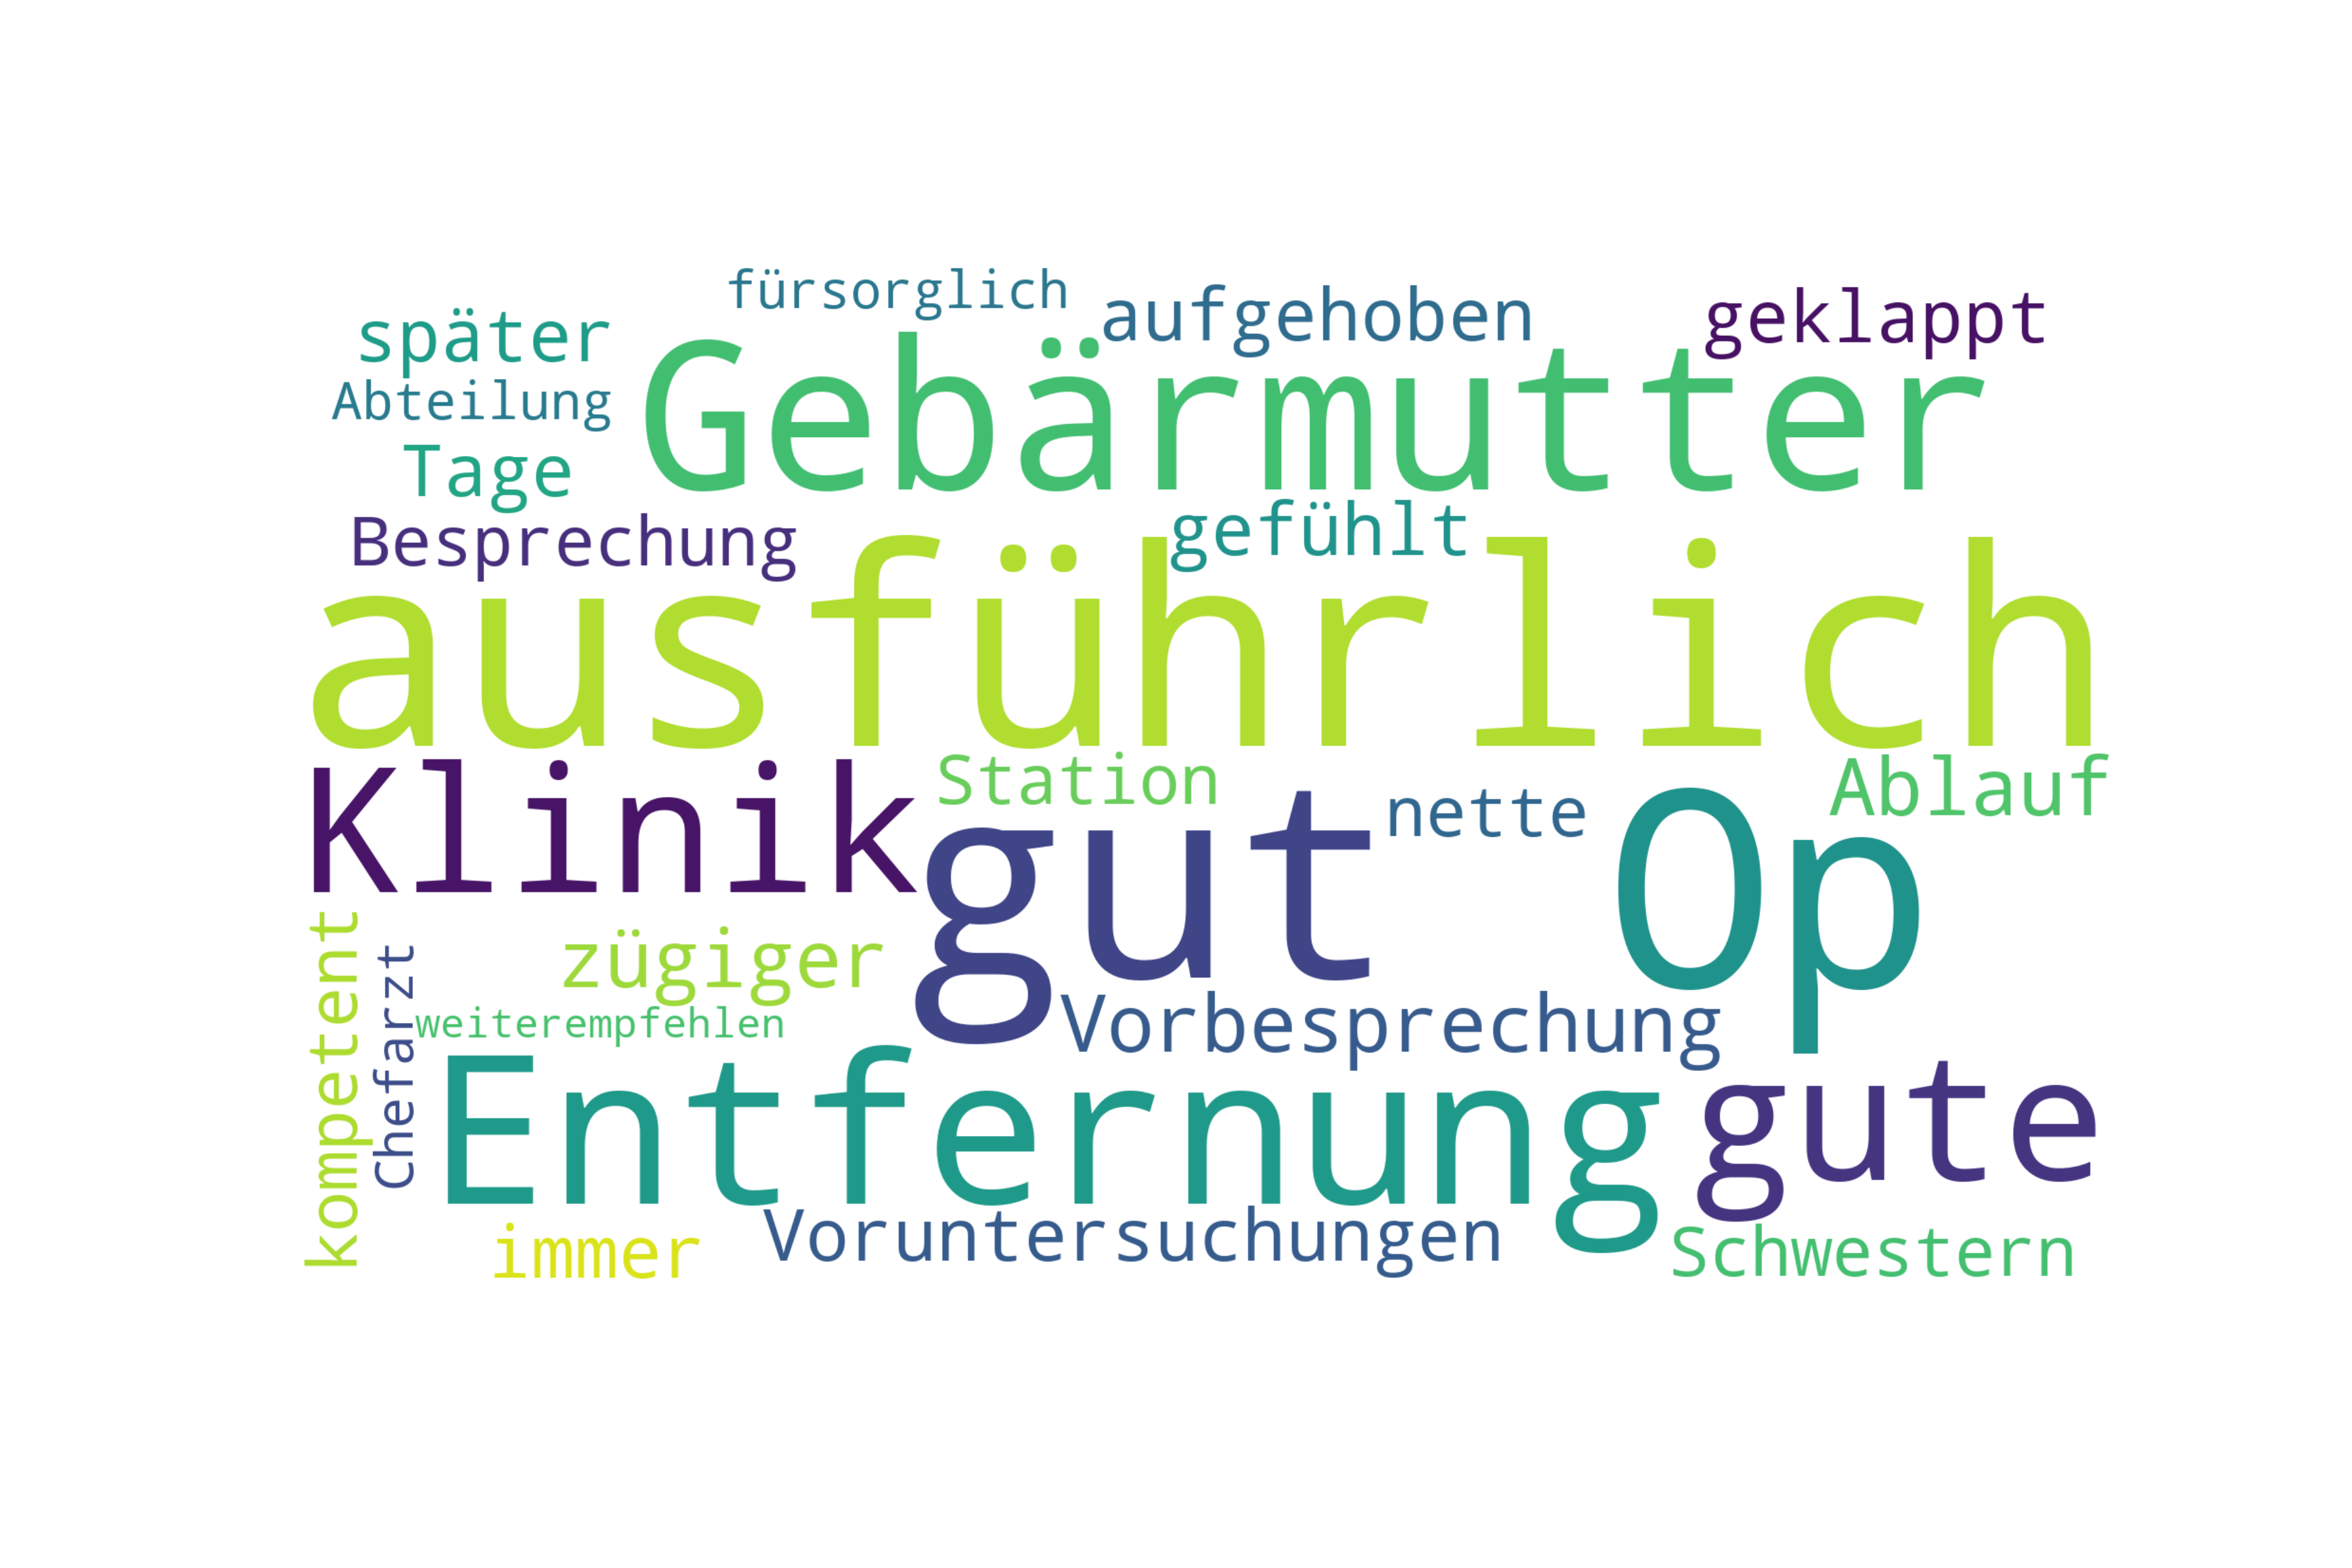 fürsorglich
aufgehoben
geklappt
später
Gebärmutter
Abteilung
Tage
Besprechung
gefühlt
ausführlich
Klinik
Station
gut
nette
Op
Ablauf
kompetent
Chefarzt
zügiger
weiterempfehlen
Vorbesprechung
Entfernung
gute
immer
Voruntersuchungen
Schwestern